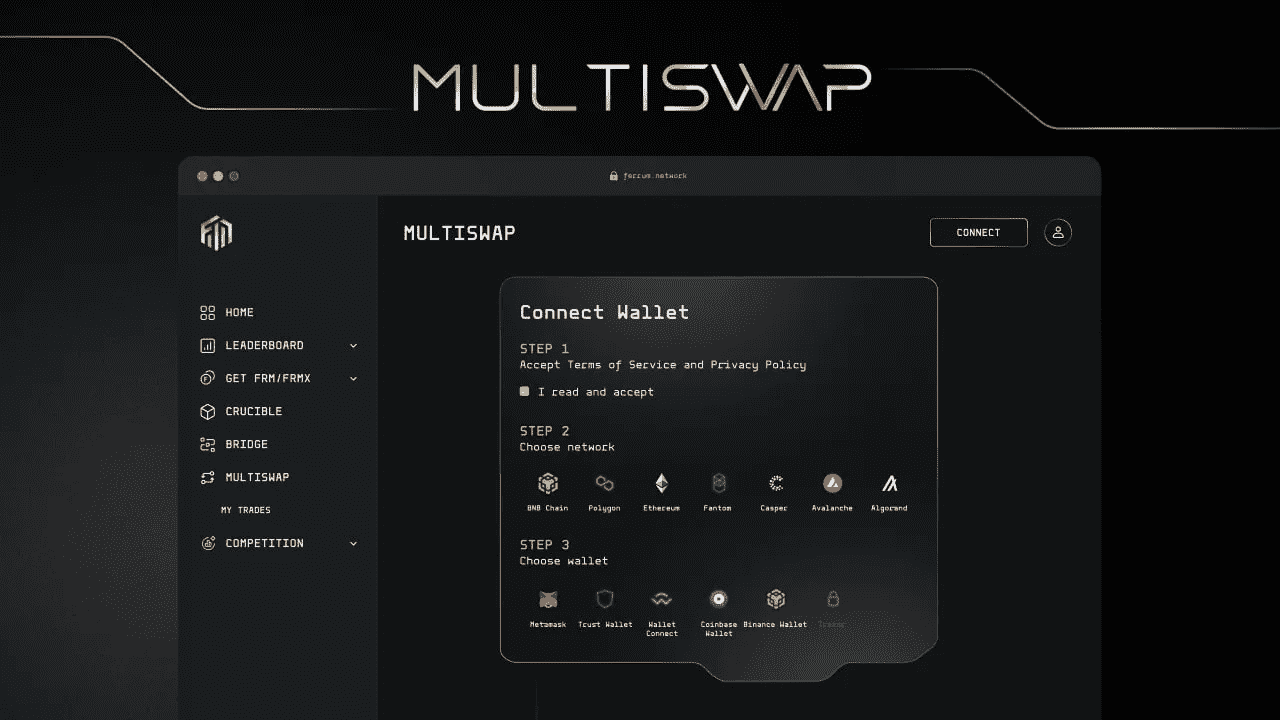 MULTISWAP
ferrum.network
MULTISWAP
CONNECT
HOME
LEADERBOARD
GET FRM/FRMX
CRUCIBLE
BRIDGE
MULTISWAP
MY TRADES
COMPETITION
Connect Wallet
STEP 1
Accept Terms of Service and Privacy Policy
I read and accept
STEP 2
Choose network
BNB Chain Polygon Ethereum Fantom Casper Avalanche Algorand
STEP 3
Choose wallet
Metamask Trust Wallet Wallet Connect Coinbase Wallet Binance Wallet